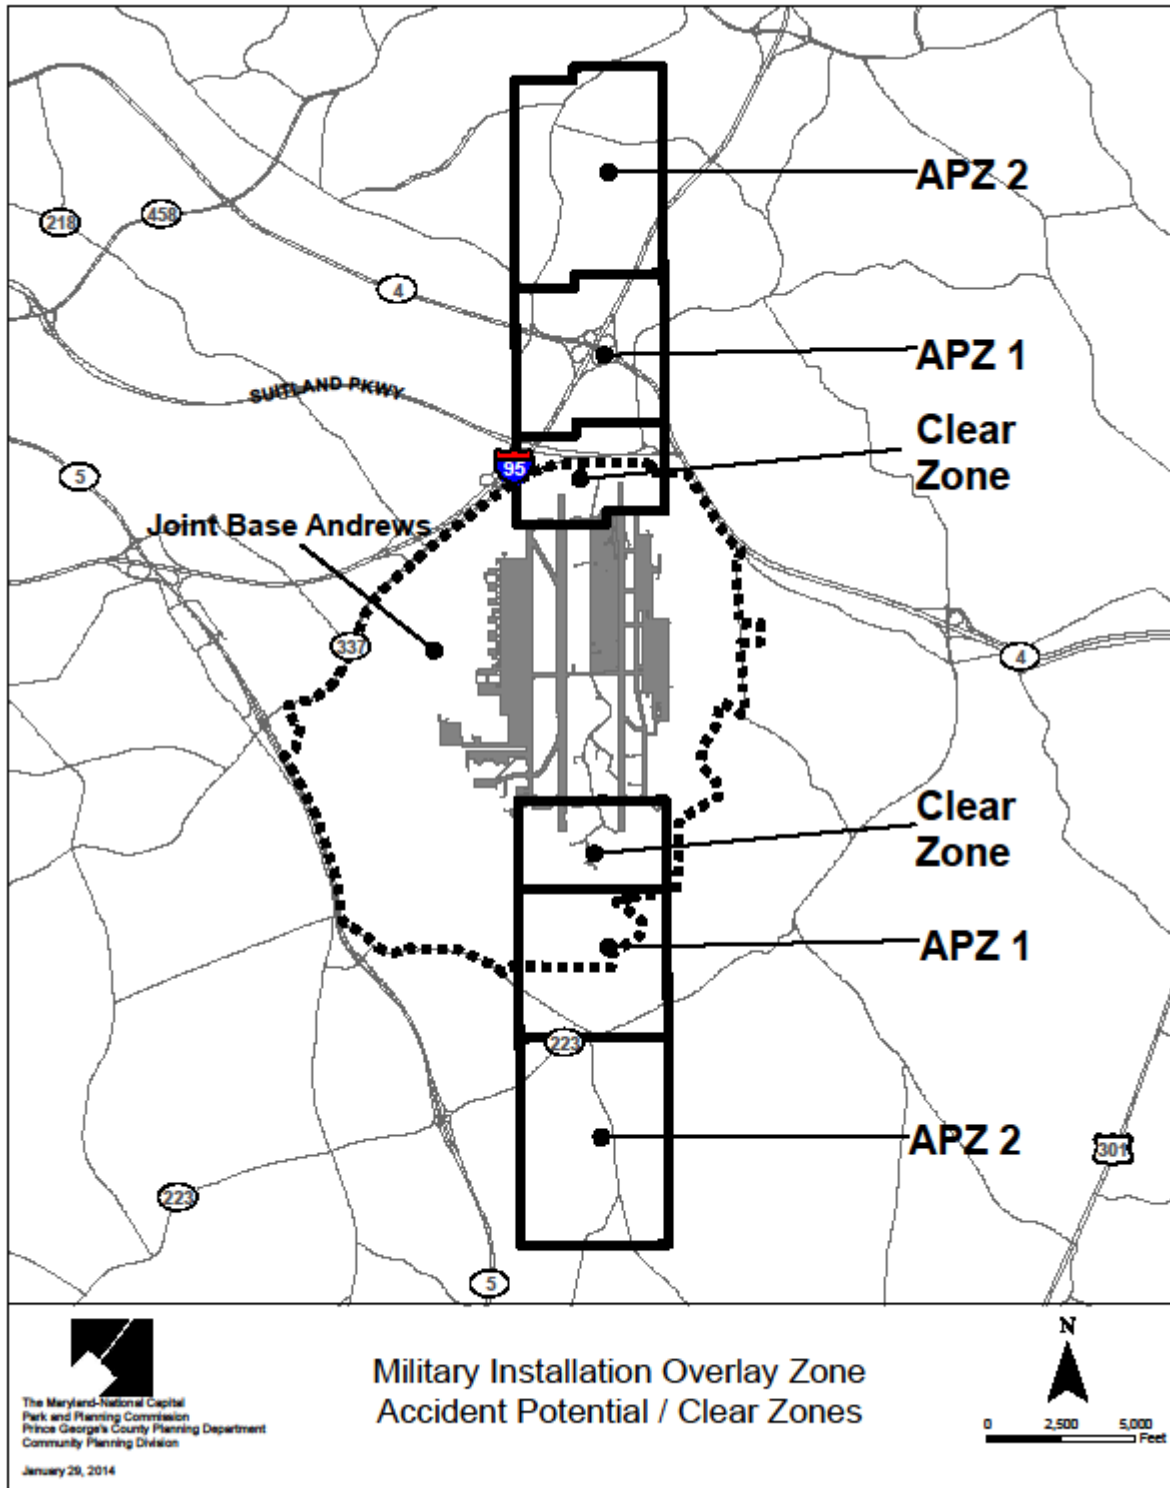 APZ 2
218
458
4
APZ 1
SUITLAND PKWY
Clear
Zone
5
95
Joint Base Andrews
337
4
Clear
Zone
APZ 1
223
APZ 2
301
223
5
Military Installation Overlay Zone
Accident Potential / Clear Zones
The Maryland-National Capital
Park and Planning Commission
Prince George's County Planning Department
Community Planning Division
January 29, 2014
N
0 2,500 5,000
Feet